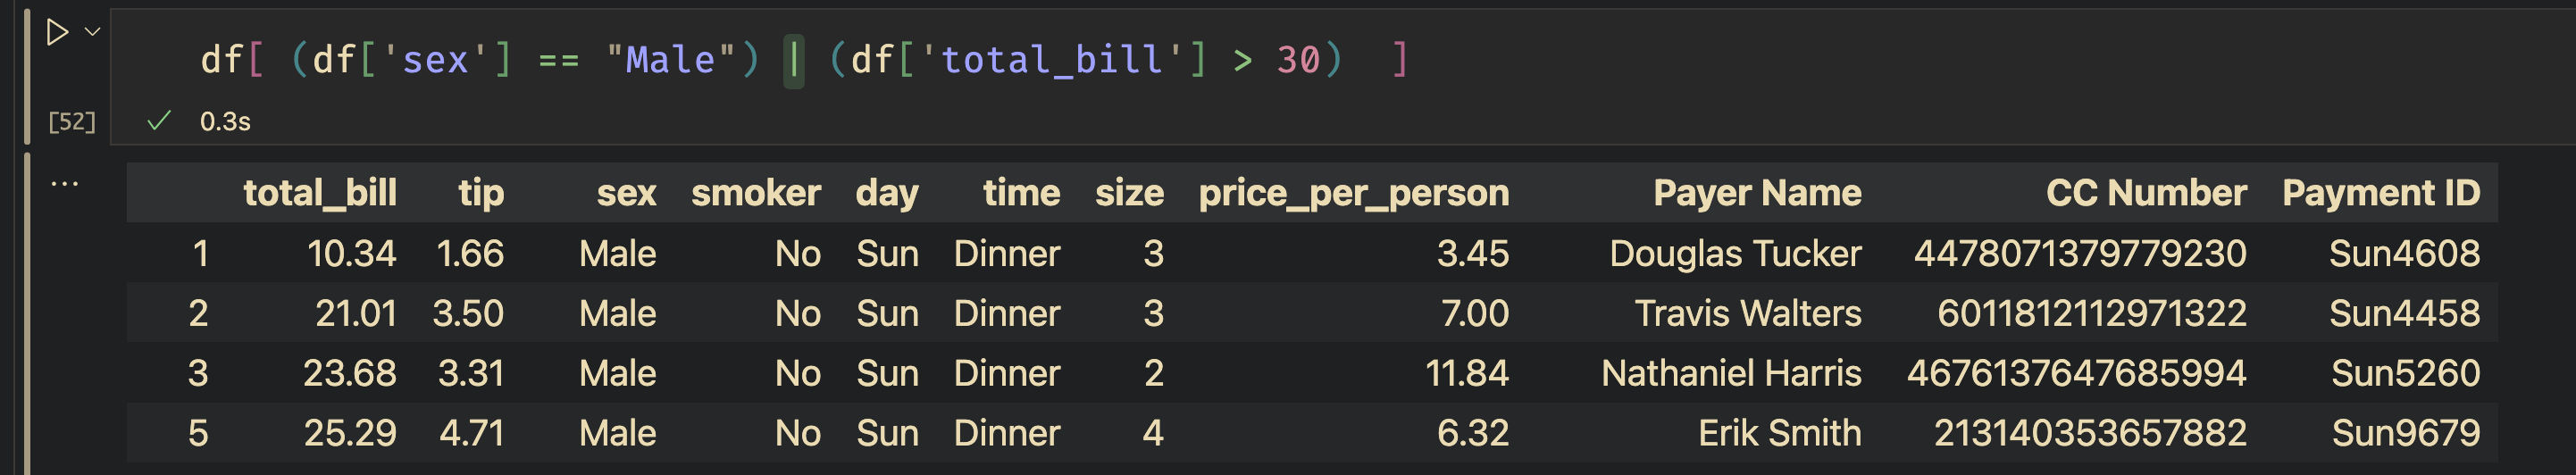 df[ (df['sex'] == "Male") | (df['total_bill'] > 30)  ]
[52] ✓ 0.3s
...
total_bill tip sex smoker day time size price_per_person Payer Name CC Number Payment ID
1 10.34 1.66 Male No Sun Dinner 3 3.45 Douglas Tucker 4478071379779230 Sun4608
2 21.01 3.50 Male No Sun Dinner 3 7.00 Travis Walters 6011812112971322 Sun4458
3 23.68 3.31 Male No Sun Dinner 2 11.84 Nathaniel Harris 4676137647685994 Sun5260
5 25.29 4.71 Male No Sun Dinner 4 6.32 Erik Smith 213140353657882 Sun9679